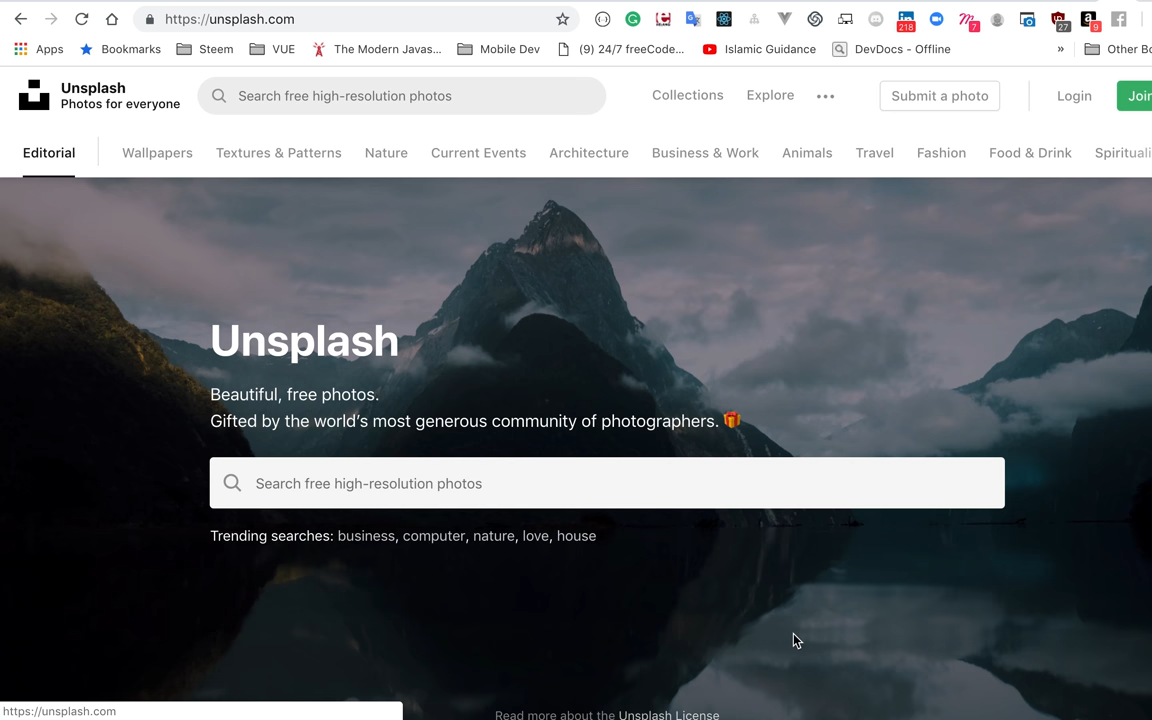 https://unsplash.com
218
7
27
9
Apps
Bookmarks
Steem
VUE
The Modern Javas...
Mobile Dev
(9) 24/7 freeCode...
Islamic Guidance
DevDocs - Offline
»
Other Bo
Unsplash
Photos for everyone
Search free high-resolution photos
Collections
Explore
Submit a photo
Login
Join
Editorial
Wallpapers
Textures & Patterns
Nature
Current Events
Architecture
Business & Work
Animals
Travel
Fashion
Food & Drink
Spirituali
Unsplash
Beautiful, free photos.
Gifted by the world's most generous community of photographers. 🎁
Search free high-resolution photos
Trending searches: business, computer, nature, love, house
Read more about the Unsplash License
https://unsplash.com